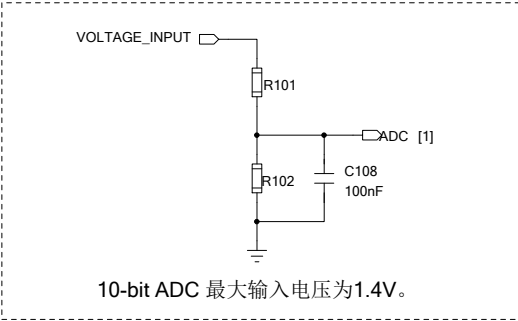 VOLTAGE_INPUT
R101
ADC [1]
R102
C108
100nF
10-bit ADC 最大输入电压为1.4V。